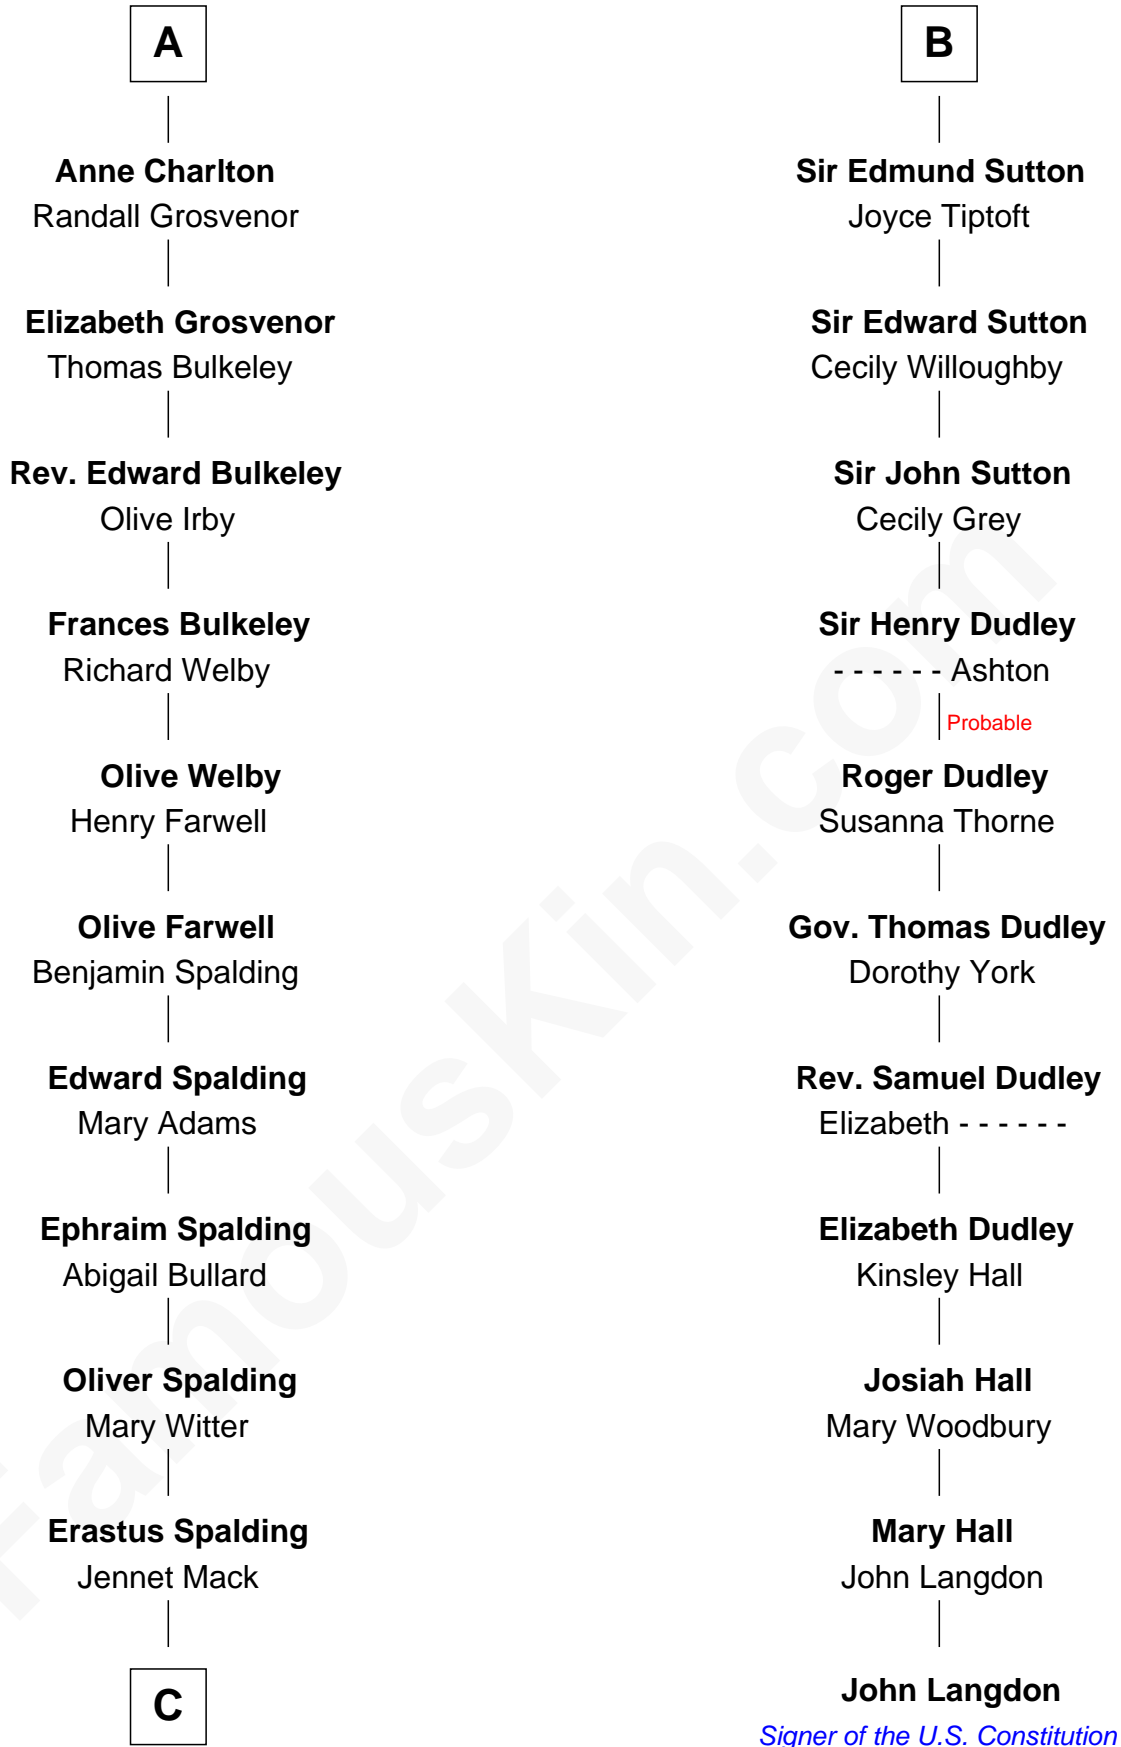 A
Anne Charlton
Randall Grosvenor
Elizabeth Grosvenor
Thomas Bulkeley
Rev. Edward Bulkeley
Olive Irby
Frances Bulkeley
Richard Welby
Olive Welby
Henry Farwell
Olive Farwell
Benjamin Spalding
Edward Spalding
Mary Adams
Ephraim Spalding
Abigail Bullard
Oliver Spalding
Mary Witter
Erastus Spalding
Jennet Mack
C
B
Sir Edmund Sutton
Joyce Tiptoft
Sir Edward Sutton
Cecily Willoughby
Sir John Sutton
Cecily Grey
Sir Henry Dudley
- - - - - - Ashton
Probable
Roger Dudley
Susanna Thorne
Gov. Thomas Dudley
Dorothy York
Rev. Samuel Dudley
Elizabeth - - - - - -
Elizabeth Dudley
Kinsley Hall
Josiah Hall
Mary Woodbury
Mary Hall
John Langdon
John Langdon
Signer of the U.S. Constitution
FamousKin.com